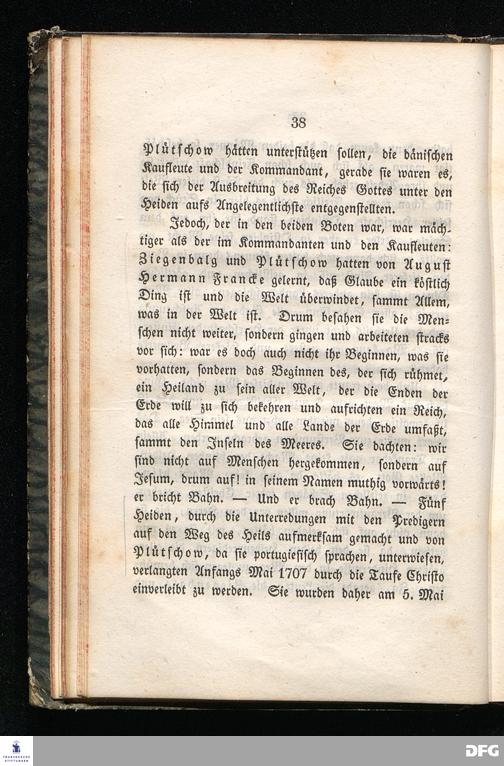 38
Plütschow hätten unterstützen sollen, die dänischen
Kaufleute und der Kommandant, gerade sie waren es,
die sich der Ausbreitung des Reiches Gottes unter den
Heiden aufs Angelegentlichste entgegenstellten.
Jedoch, der in den beiden Boten war, war mäch-
tiger als der im Kommandanten und den Kaufleuten:
Ziegenbalg und Plütschow hatten von August
Hermann Francke gelernt, daß Glaube ein köstlich
Ding ist und die Welt überwindet, sammt Allem,
was in der Welt ist. Drum besahen sie die Men-
schen nicht weiter, sondern gingen und arbeiteten stracks
vor sich: war es doch auch nicht ihr Beginnen, was sie
vorhatten, sondern das Beginnen des, der sich rühmet,
ein Heiland zu sein aller Welt, der die Enden der
Erde will zu sich bekehren und aufrichten ein Reich,
das alle Himmel und alle Lande der Erde umfaßt,
sammt den Inseln des Meeres. Sie dachten: wir
sind nicht auf Menschen hergekommen, sondern auf
Jesum, drum auf! in seinem Namen muthig vorwärts!
er bricht Bahn. — Und er brach Bahn. — Fünf
Heiden, durch die Unterredungen mit den Predigern
auf den Weg des Heils aufmerksam gemacht und von
Plütschow, da sie portugiesisch sprachen, unterwiesen,
verlangten Anfangs Mai 1707 durch die Taufe Christo
einverleibt zu werden. Sie wurden daher am 5. Mai
FRANCKESCHE
STIFTUNGEN
DFG